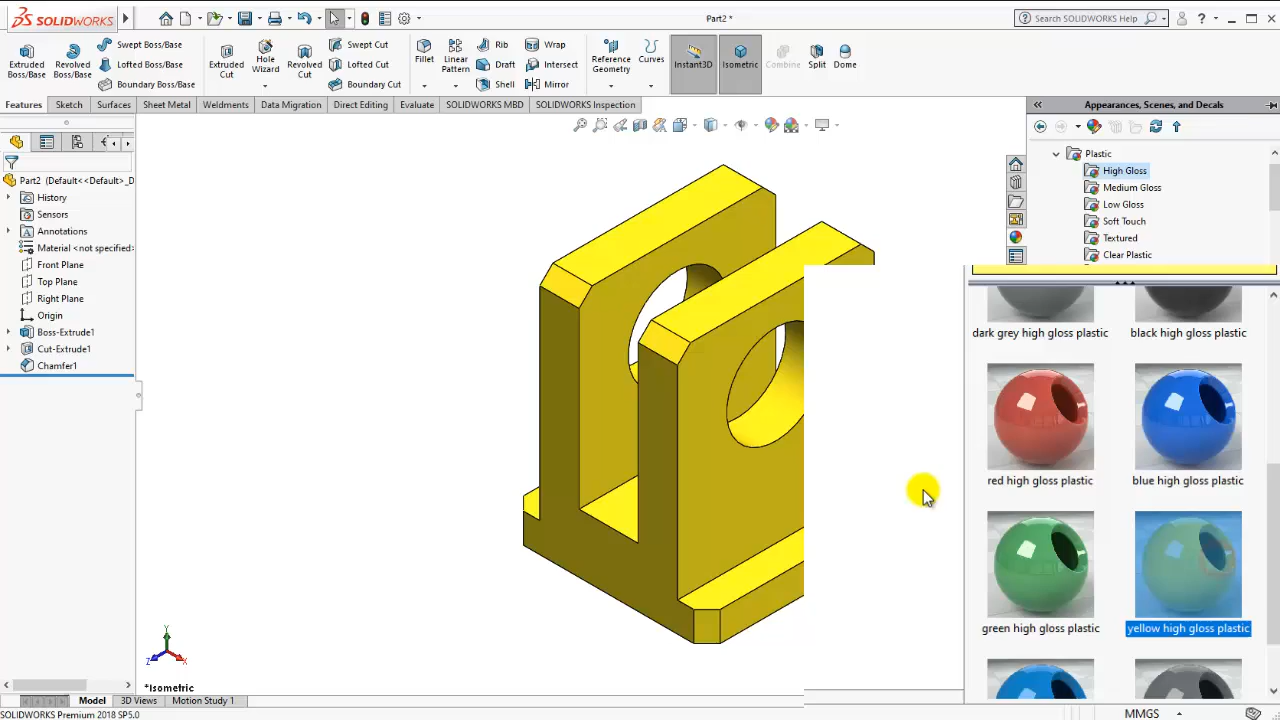 SOLIDWORKS
Part2 *
Search SOLIDWORKS Help
Extruded Boss/Base
Revolved Boss/Base
Swept Boss/Base
Lofted Boss/Base
Boundary Boss/Base
Extruded Cut
Hole Wizard
Revolved Cut
Swept Cut
Lofted Cut
Boundary Cut
Fillet
Linear Pattern
Rib
Draft
Shell
Wrap
Intersect
Mirror
Reference Geometry
Curves
Instant3D
Isometric
Combine
Split
Dome
Features
Sketch
Surfaces
Sheet Metal
Weldments
Data Migration
Direct Editing
Evaluate
SOLIDWORKS MBD
SOLIDWORKS Inspection
Appearances, Scenes, and Decals
Part2 (Default<<Default>_D
History
Sensors
Annotations
Material <not specified>
Front Plane
Top Plane
Right Plane
Origin
Boss-Extrude1
Cut-Extrude1
Chamfer1
Plastic
High Gloss
Medium Gloss
Low Gloss
Soft Touch
Textured
Clear Plastic
dark grey high gloss plastic
black high gloss plastic
red high gloss plastic
blue high gloss plastic
green high gloss plastic
yellow high gloss plastic
Y
Z
X
*Isometric
Model
3D Views
Motion Study 1
SOLIDWORKS Premium 2018 SP5.0
MMGS